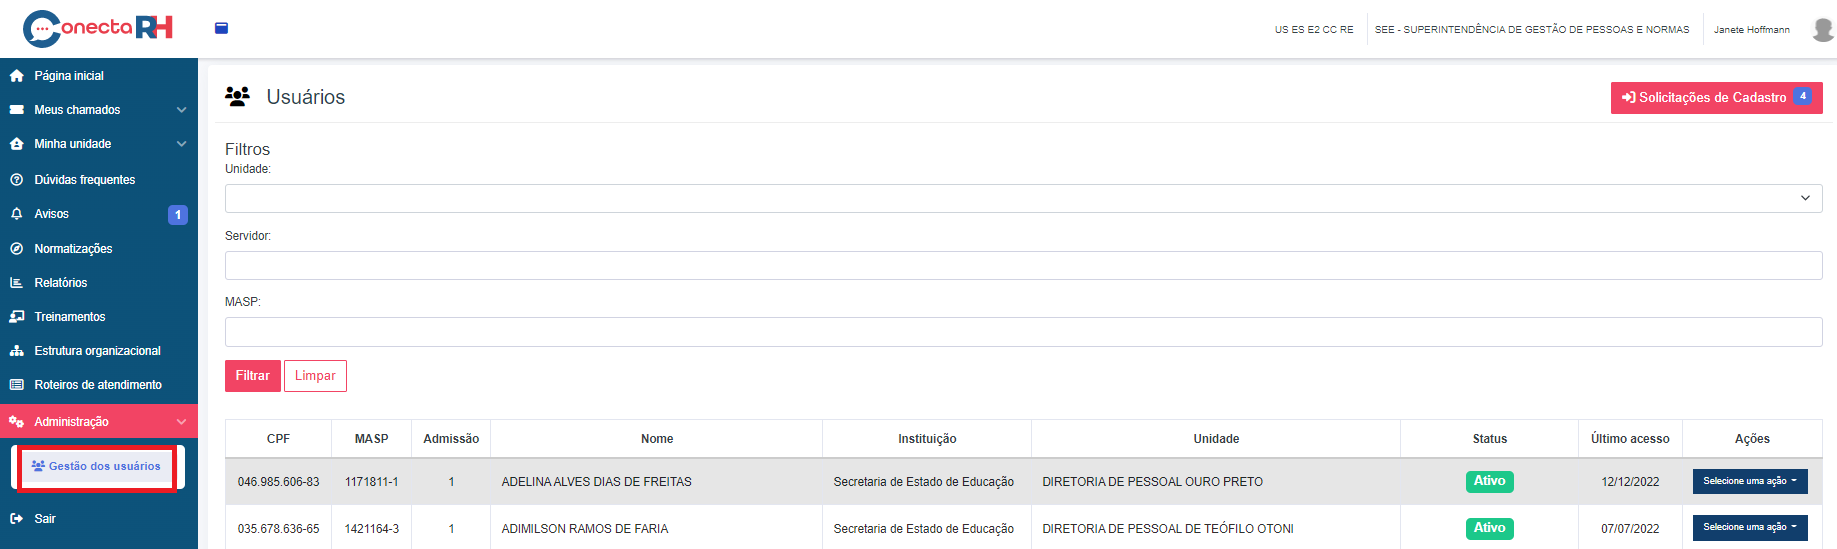 Conecta RH
US ES E2 CC RE
SEE - SUPERINTENDÊNCIA DE GESTÃO DE PESSOAS E NORMAS
Janete Hoffmann
Página inicial
Meus chamados
Minha unidade
Dúvidas frequentes
Avisos 1
Normatizações
Relatórios
Treinamentos
Estrutura organizacional
Roteiros de atendimento
Administração
Gestão dos usuários
Sair
Usuários
Solicitações de Cadastro 4
Filtros
Unidade:
Servidor:
MASP:
Filtrar Limpar
CPF MASP Admissão Nome Instituição Unidade Status Último acesso Ações
046.985.606-83 1171811-1 1 ADELINA ALVES DIAS DE FREITAS Secretaria de Estado de Educação DIRETORIA DE PESSOAL OURO PRETO Ativo 12/12/2022 Selecione uma ação
035.678.636-65 1421164-3 1 ADIMILSON RAMOS DE FARIA Secretaria de Estado de Educação DIRETORIA DE PESSOAL DE TEÓFILO OTONI Ativo 07/07/2022 Selecione uma ação